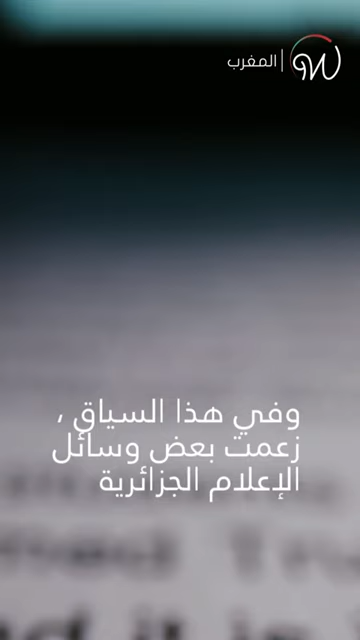 المغرب
وفي هذا السياق ،
زعمت بعض وسائل
الإعلام الجزائرية